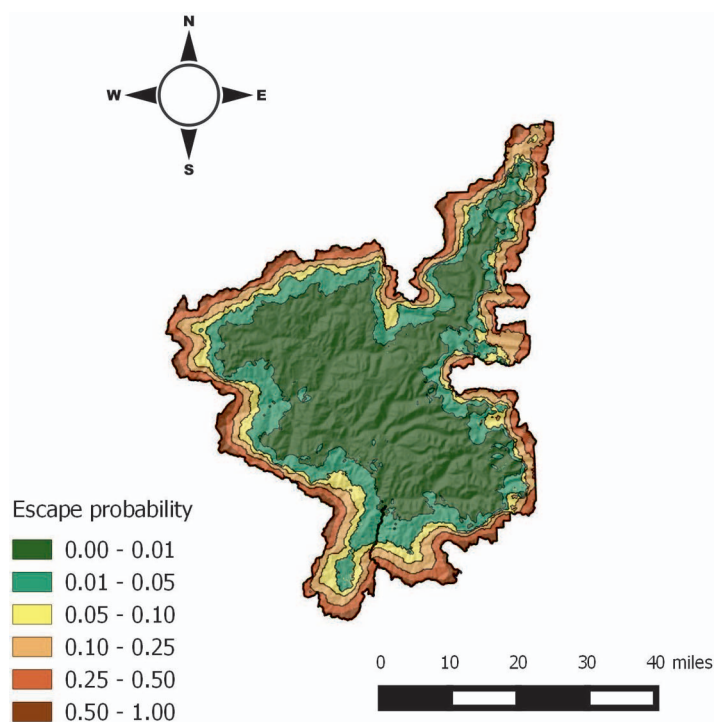 N
W E
S
Escape probability
0.00 - 0.01
0.01 - 0.05
0.05 - 0.10
0.10 - 0.25
0.25 - 0.50
0.50 - 1.00
0 10 20 30 40 miles